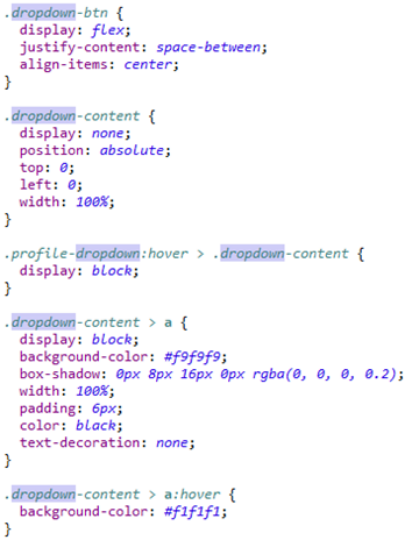 .dropdown-btn {
display: flex;
justify-content: space-between;
align-items: center;
}
.dropdown-content {
display: none;
position: absolute;
top: 0;
left: 0;
width: 100%;
}
.profile-dropdown:hover > .dropdown-content {
display: block;
}
.dropdown-content > a {
display: block;
background-color: #f9f9f9;
box-shadow: 0px 8px 16px 0px rgba(0, 0, 0, 0.2);
width: 100%;
padding: 6px;
color: black;
text-decoration: none;
}
.dropdown-content > a:hover {
background-color: #f1f1f1;
}